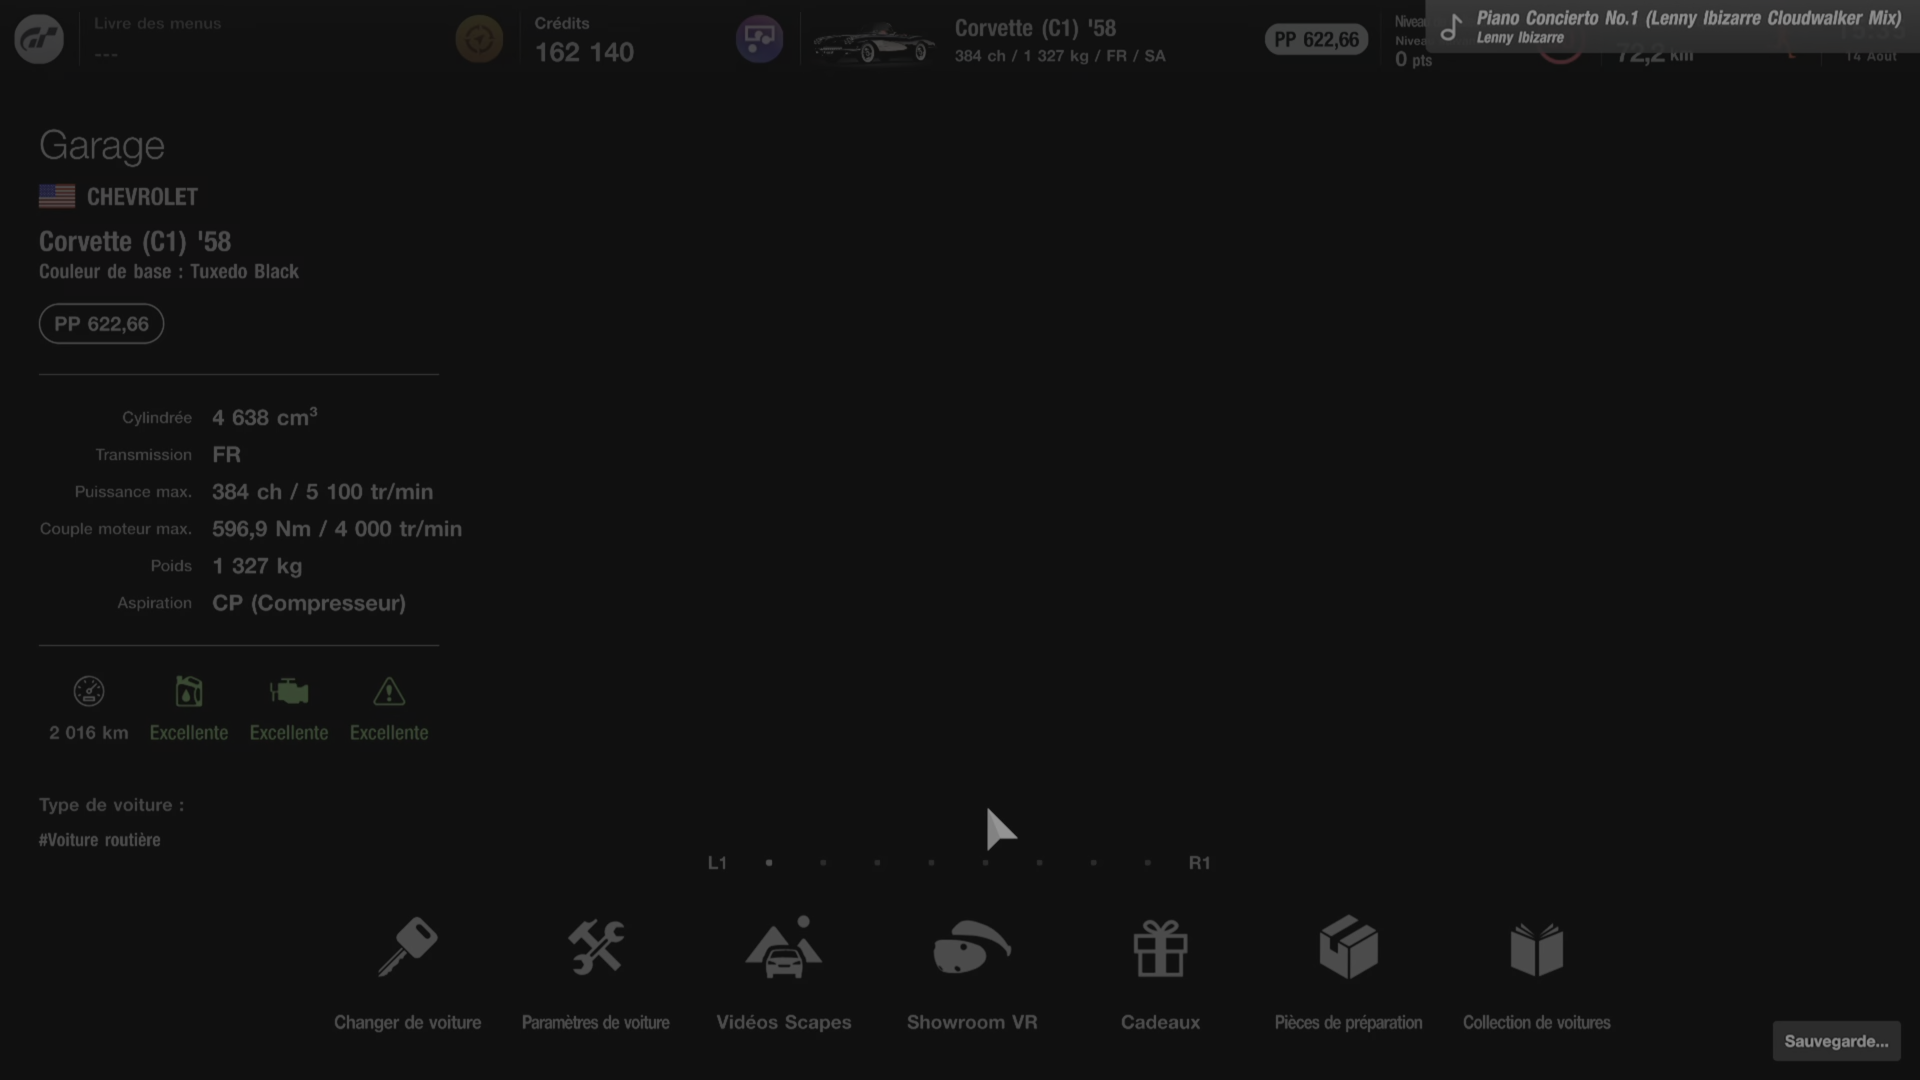 Livre des menus
---
Crédits
162 140
Corvette (C1) '58
384 ch / 1 327 kg / FR / SA
PP 622,66
0 pts
Piano Concierto No.1 (Lenny Ibizarre Cloudwalker Mix)
Lenny Ibizarre
72,2 km
14 Août
Garage
CHEVROLET
Corvette (C1) '58
Couleur de base : Tuxedo Black
PP 622,66
Cylindrée 4 638 cm³
Transmission FR
Puissance max. 384 ch / 5 100 tr/min
Couple moteur max. 596,9 Nm / 4 000 tr/min
Poids 1 327 kg
Aspiration CP (Compresseur)
2 016 km Excellente Excellente Excellente
Type de voiture :
#Voiture routière
L1 R1
Changer de voiture
Paramètres de voiture
Vidéos Scapes
Showroom VR
Cadeaux
Pièces de préparation
Collection de voitures
Sauvegarde...